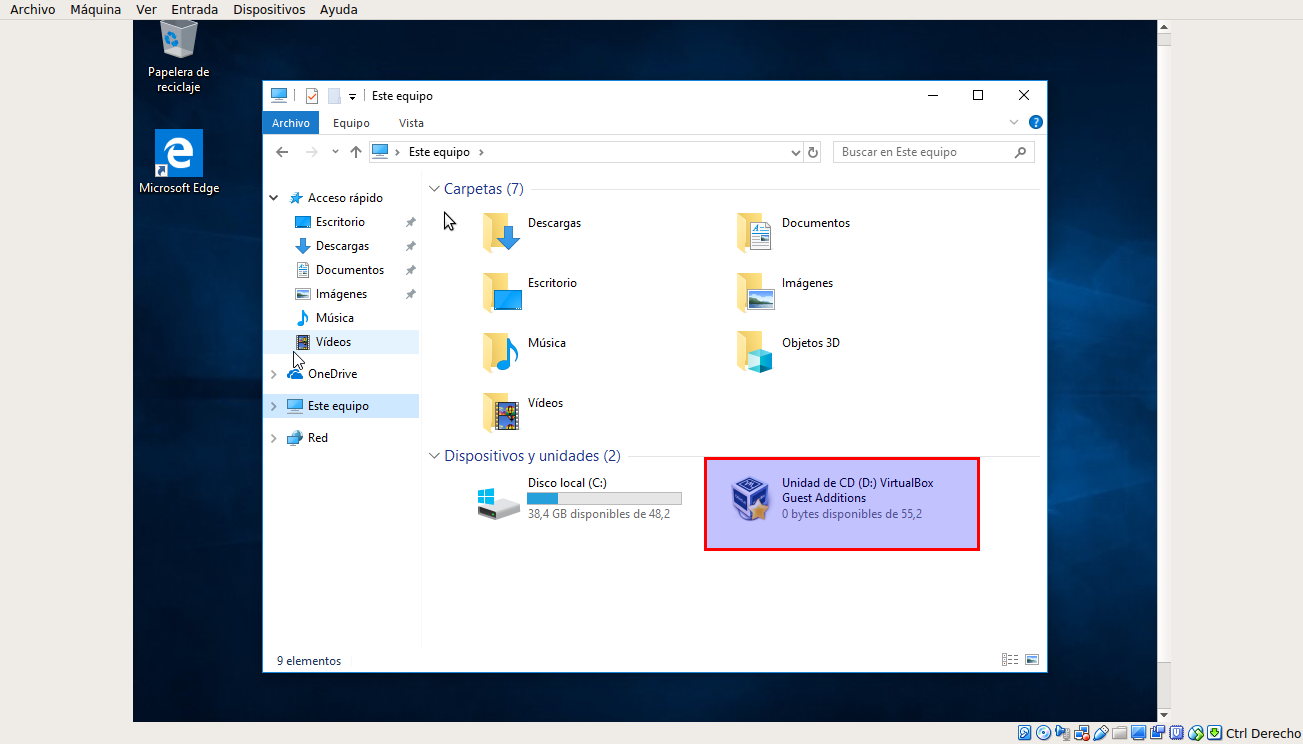 Archivo Máquina Ver Entrada Dispositivos Ayuda
Papelera de
reciclaje
Microsoft Edge
Este equipo
Archivo Equipo Vista
Este equipo
Buscar en Este equipo
Acceso rápido
Escritorio
Descargas
Documentos
Imágenes
Música
Vídeos
OneDrive
Este equipo
Red
Carpetas (7)
Descargas
Documentos
Escritorio
Imágenes
Música
Objetos 3D
Vídeos
Dispositivos y unidades (2)
Disco local (C:)
38,4 GB disponibles de 48,2
Unidad de CD (D:) VirtualBox
Guest Additions
0 bytes disponibles de 55,2
9 elementos
Ctrl Derecho